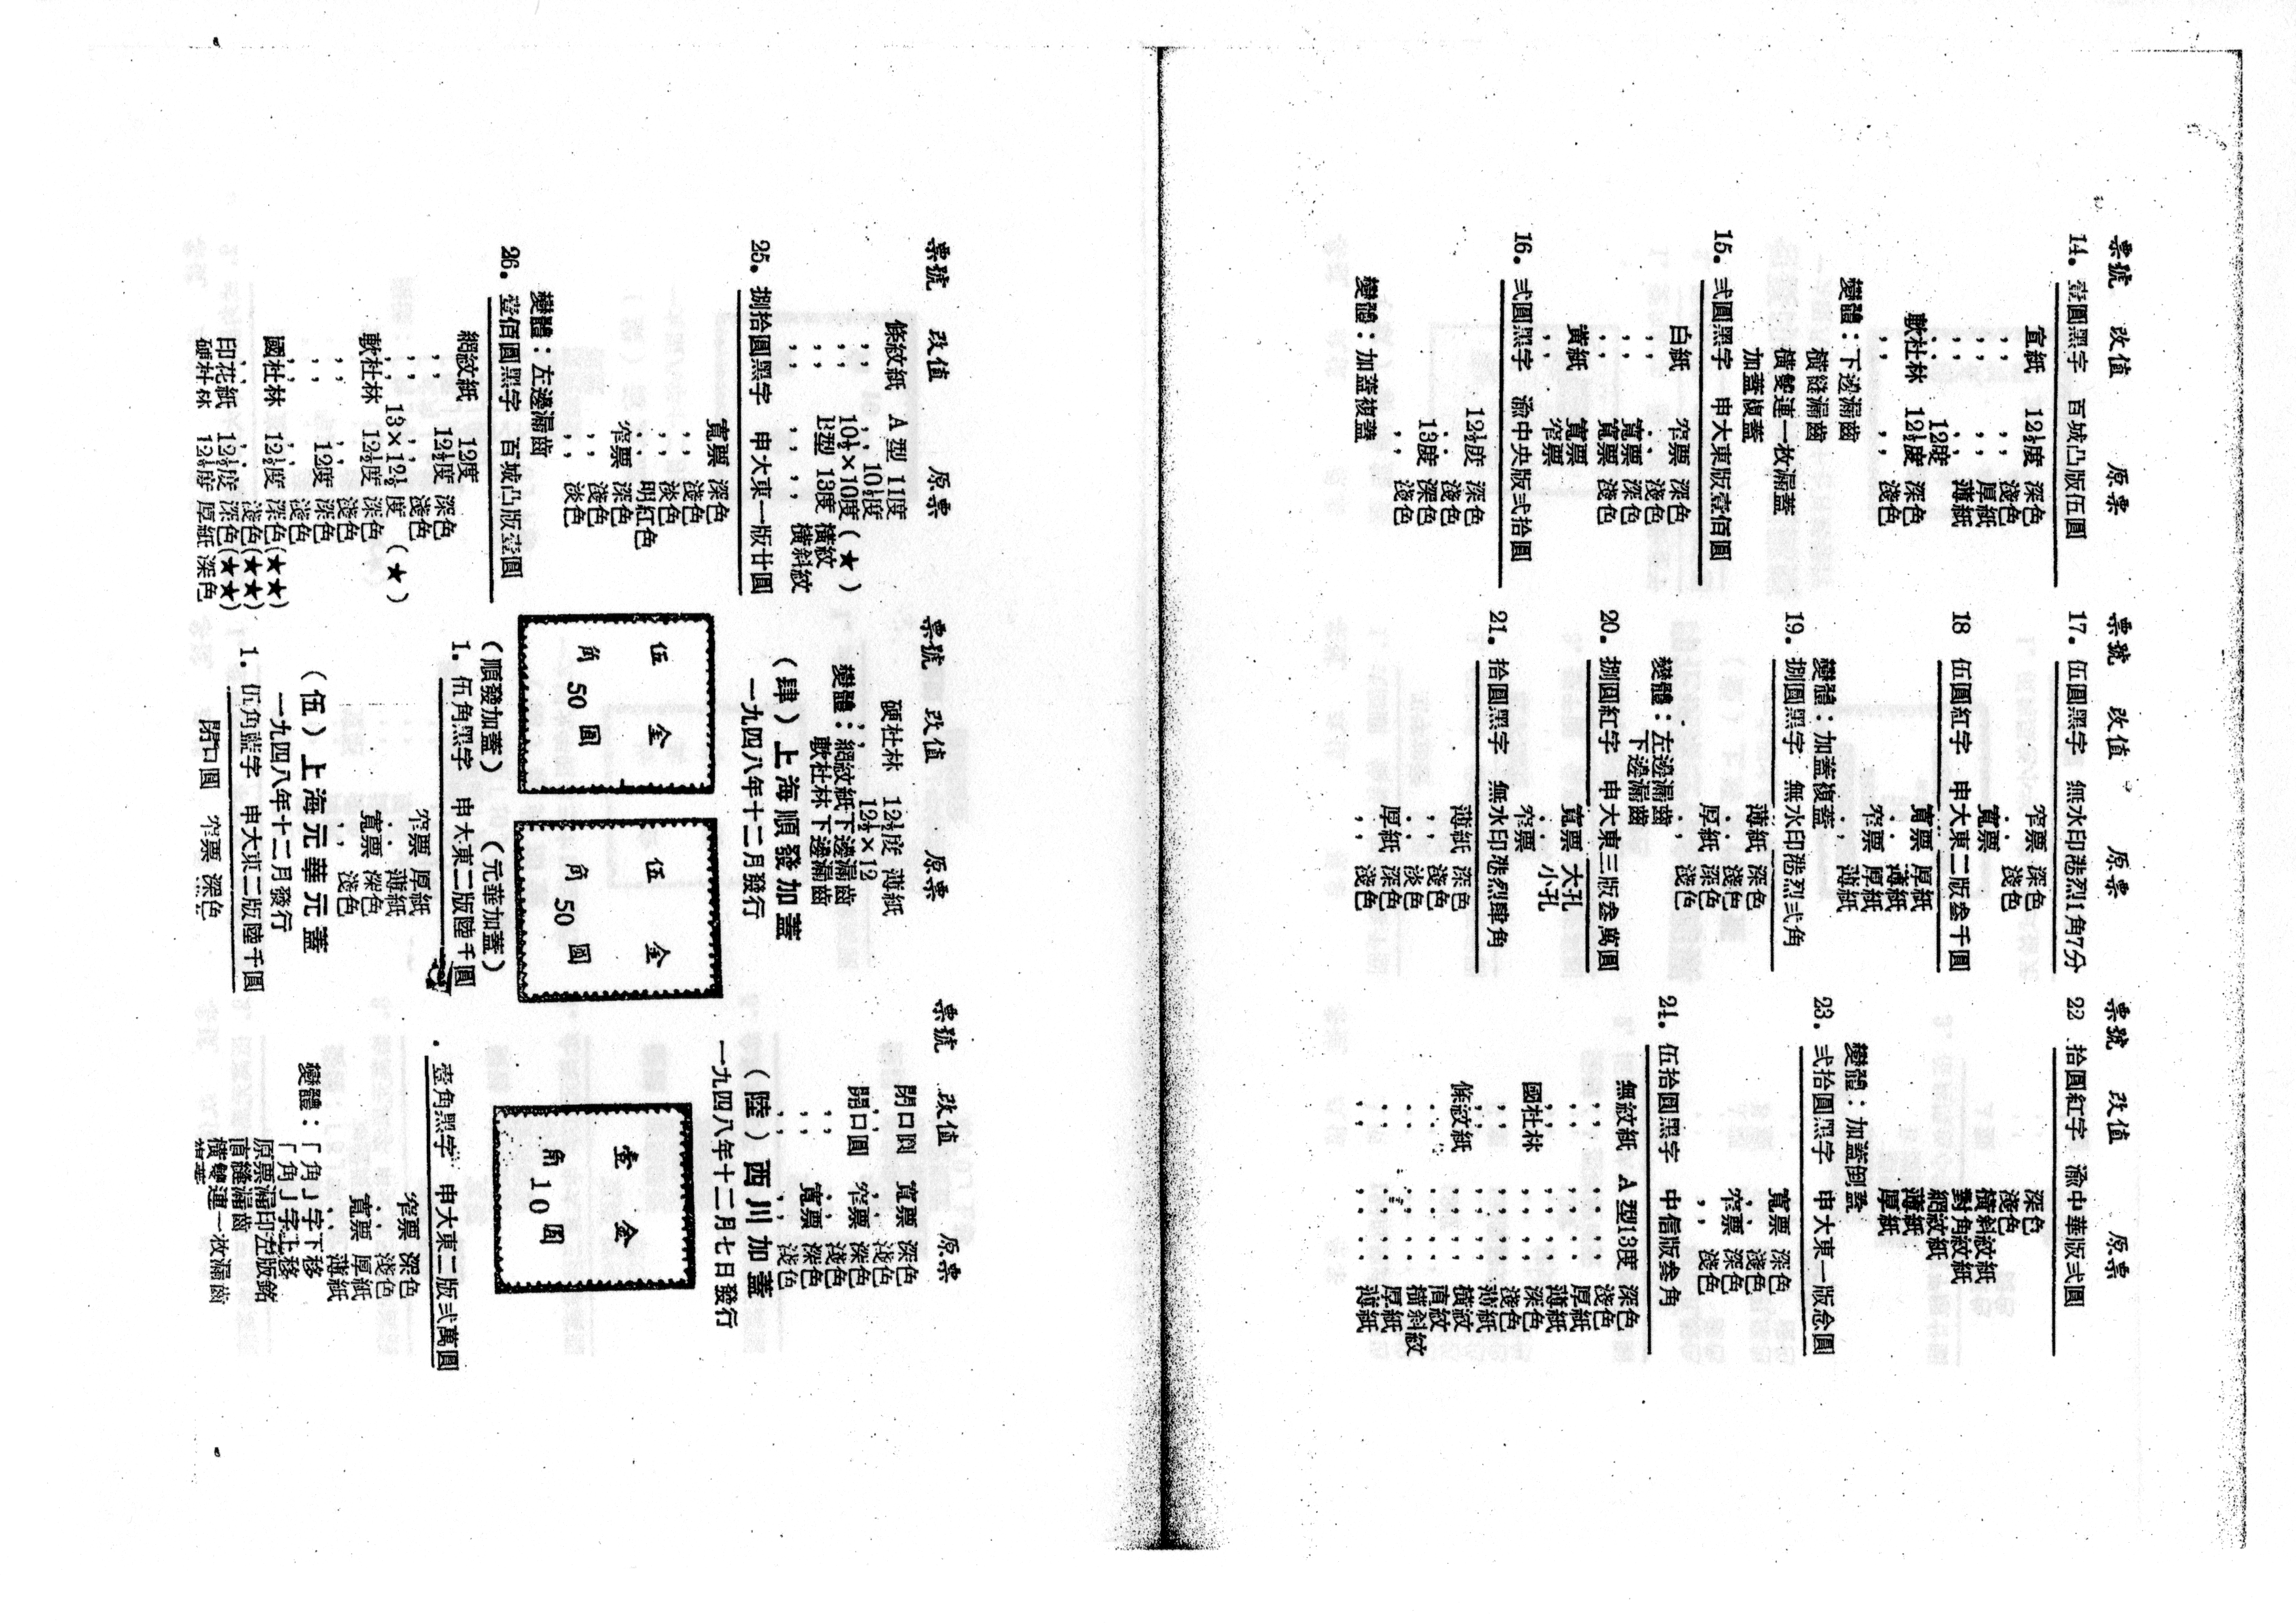 票號 改值 原票
14. 壹圓黑字 百城凸版伍圓
宣紙 12½度 深色
,, ,, 淺色
,, ,, 厚紙
,, 12度 薄紙
軟杜林 12½度 深色
,, ,, 淺色
變體：下邊漏齒
橫縫漏齒
橫雙連一枚漏蓋
加蓋複蓋
15. 弍圓黑字 申大東版壹佰圓
白紙 窄票 深色
,, ,, 淺色
,, 寬票 深色
,, 寬票 淺色
黃紙 寬票
,, 窄票
16. 弍圓黑字 渝中央版弍拾圓
12½度 深色
,, 淺色
13度 深色
,, 淺色
變體：加蓋複蓋
票號 改值 原票
17. 伍圓黑字 無水印港烈1角7分
窄票 深色
,, 淺色
寬票
18 伍圓紅字 申大東二版叁千圓
寬票 厚紙
,, 薄紙
窄票 厚紙
,, 薄紙
變體：加蓋複蓋
19. 捌圓黑字 無水印港烈弍角
薄紙 深色
,, 淺色
厚紙 深色
,, 淺色
變體：左邊漏齒
下邊漏齒
20. 捌圓紅字 申大東三版叁萬圓
寬票 大孔
,, 小孔
窄票
21. 拾圓黑字 無水印港烈肆角
薄紙 深色
,, 淺色
,, 淡色
厚紙 深色
,, 淺色
票號 改值 原票
22 拾圓紅字 渝中華版弍圓
深色
淺色
橫斜紋紙
對角紋紙
網紋紙
薄紙
厚紙
變體：加蓋倒蓋
23. 弍拾圓黑字 申大東一版念圓
寬票 深色
,, 淺色
窄票 深色
,, 淺色
24. 伍拾圓黑字 中信版叁角
無紋紙 A型13度 深色
,, ,, ,, 淺色
,, ,, ,, 厚紙
,, ,, ,, 薄紙
國杜林 ,, ,, 深色
,, ,, ,, 淺色
,, ,, ,, 薄紙
條紋紙 ,, ,, 橫紋
,, ,, ,, 直紋
,, ,, ,, 橫斜紋
,, ,, ,, 厚紙
,, ,, ,, 薄紙
票號 改值 原票
條紋紙 A型 11度
,, ,, 10½度
,, 10½×10度 (★)
,, B型 13度 橫紋
,, ,, ,, 橫斜紋
25. 捌拾圓黑字 申大東一版廿圓
寬票 深色
,, 淺色
,, 淡色
,, 明紅色
窄票 深色
,, 淺色
,, 淡色
變體：左邊漏齒
26. 壹佰圓黑字 百城凸版壹圓
網紋紙 12度
,, 12½度 深色
,, ,, 淺色
,, 13×12½度 (★)
軟杜林 12½度 深色
,, ,, 淺色
,, 12度 深色
,, ,, 淺色
國杜林 12½度 深色(★★)
,, ,, 淺色(★★)
印花紙 12½度 深色(★★)
硬杜林 12½度 厚紙 深色
票號 改值 原票
硬杜林 12½度 薄紙
,, 12½×12
變體：網紋紙下邊漏齒
軟杜林下邊漏齒
(肆) 上海順發加蓋
一九四八年十二月發行
伍 金
角 50 圓
伍 金
角 50 圓
(順發加蓋) (元華加蓋)
1. 伍角黑字 申大東二版陸千圓
窄票 厚紙
,, 薄紙
寬票 深色
,, 淺色
(伍) 上海元華元蓋
一九四八年十二月發行
1. 伍角藍字 申大東二版陸千圓
閉口圓 窄票 深色
票號 改值 原票
閉口圓 寬票 深色
,, ,, 淺色
開口圓 窄票 深色
,, ,, 淺色
,, 寬票 深色
,, ,, 淺色
(陸) 西川加蓋
一九四八年十二月七日發行
壹 金
角 10 圓
. 壹角黑字 申大東二版弍萬圓
窄票 深色
,, 淺色
寬票 厚紙
,, 薄紙
變體：「角」字下移
「角」字上移
原票漏印左版銘
直縫漏齒
橫雙連一枚漏齒